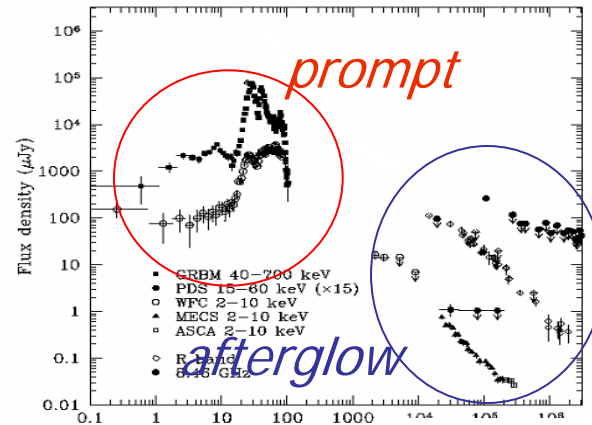 10⁶
prompt
10⁵
10⁴
1000
100
10
1
0.1
0.01
Flux density (μJy)
GRBM 40-700 keV
PDS 15-60 keV (×15)
WFC 2-10 keV
MECS 2-10 keV
ASCA 2-10 keV
afterglow
R band
8.46 GHz
0.1 1 10 100 1000 10⁴ 10⁵ 10⁶